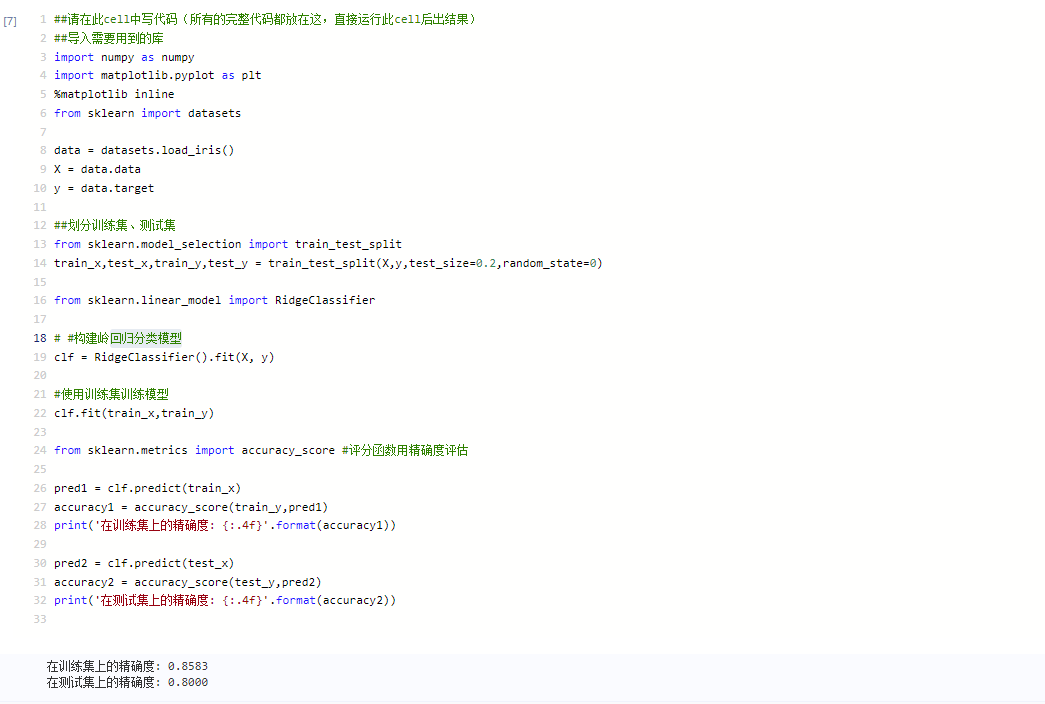 [7]
1 ##请在此cell中写代码（所有的完整代码都放在这，直接运行此cell后出结果）
2 ##导入需要用到的库
3 import numpy as numpy
4 import matplotlib.pyplot as plt
5 %matplotlib inline
6 from sklearn import datasets
7
8 data = datasets.load_iris()
9 X = data.data
10 y = data.target
11
12 ##划分训练集、测试集
13 from sklearn.model_selection import train_test_split
14 train_x,test_x,train_y,test_y = train_test_split(X,y,test_size=0.2,random_state=0)
15
16 from sklearn.linear_model import RidgeClassifier
17
18 # #构建岭回归分类模型
19 clf = RidgeClassifier().fit(X, y)
20
21 #使用训练集训练模型
22 clf.fit(train_x,train_y)
23
24 from sklearn.metrics import accuracy_score #评分函数用精确度评估
25
26 pred1 = clf.predict(train_x)
27 accuracy1 = accuracy_score(train_y,pred1)
28 print('在训练集上的精确度: {:.4f}'.format(accuracy1))
29
30 pred2 = clf.predict(test_x)
31 accuracy2 = accuracy_score(test_y,pred2)
32 print('在测试集上的精确度: {:.4f}'.format(accuracy2))
33
在训练集上的精确度: 0.8583
在测试集上的精确度: 0.8000